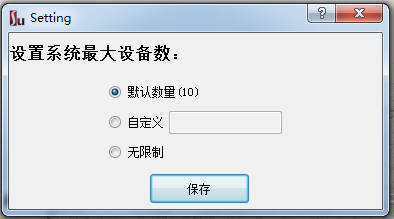 Setting
设置系统最大设备数：
默认数量(10)
自定义
无限制
保存